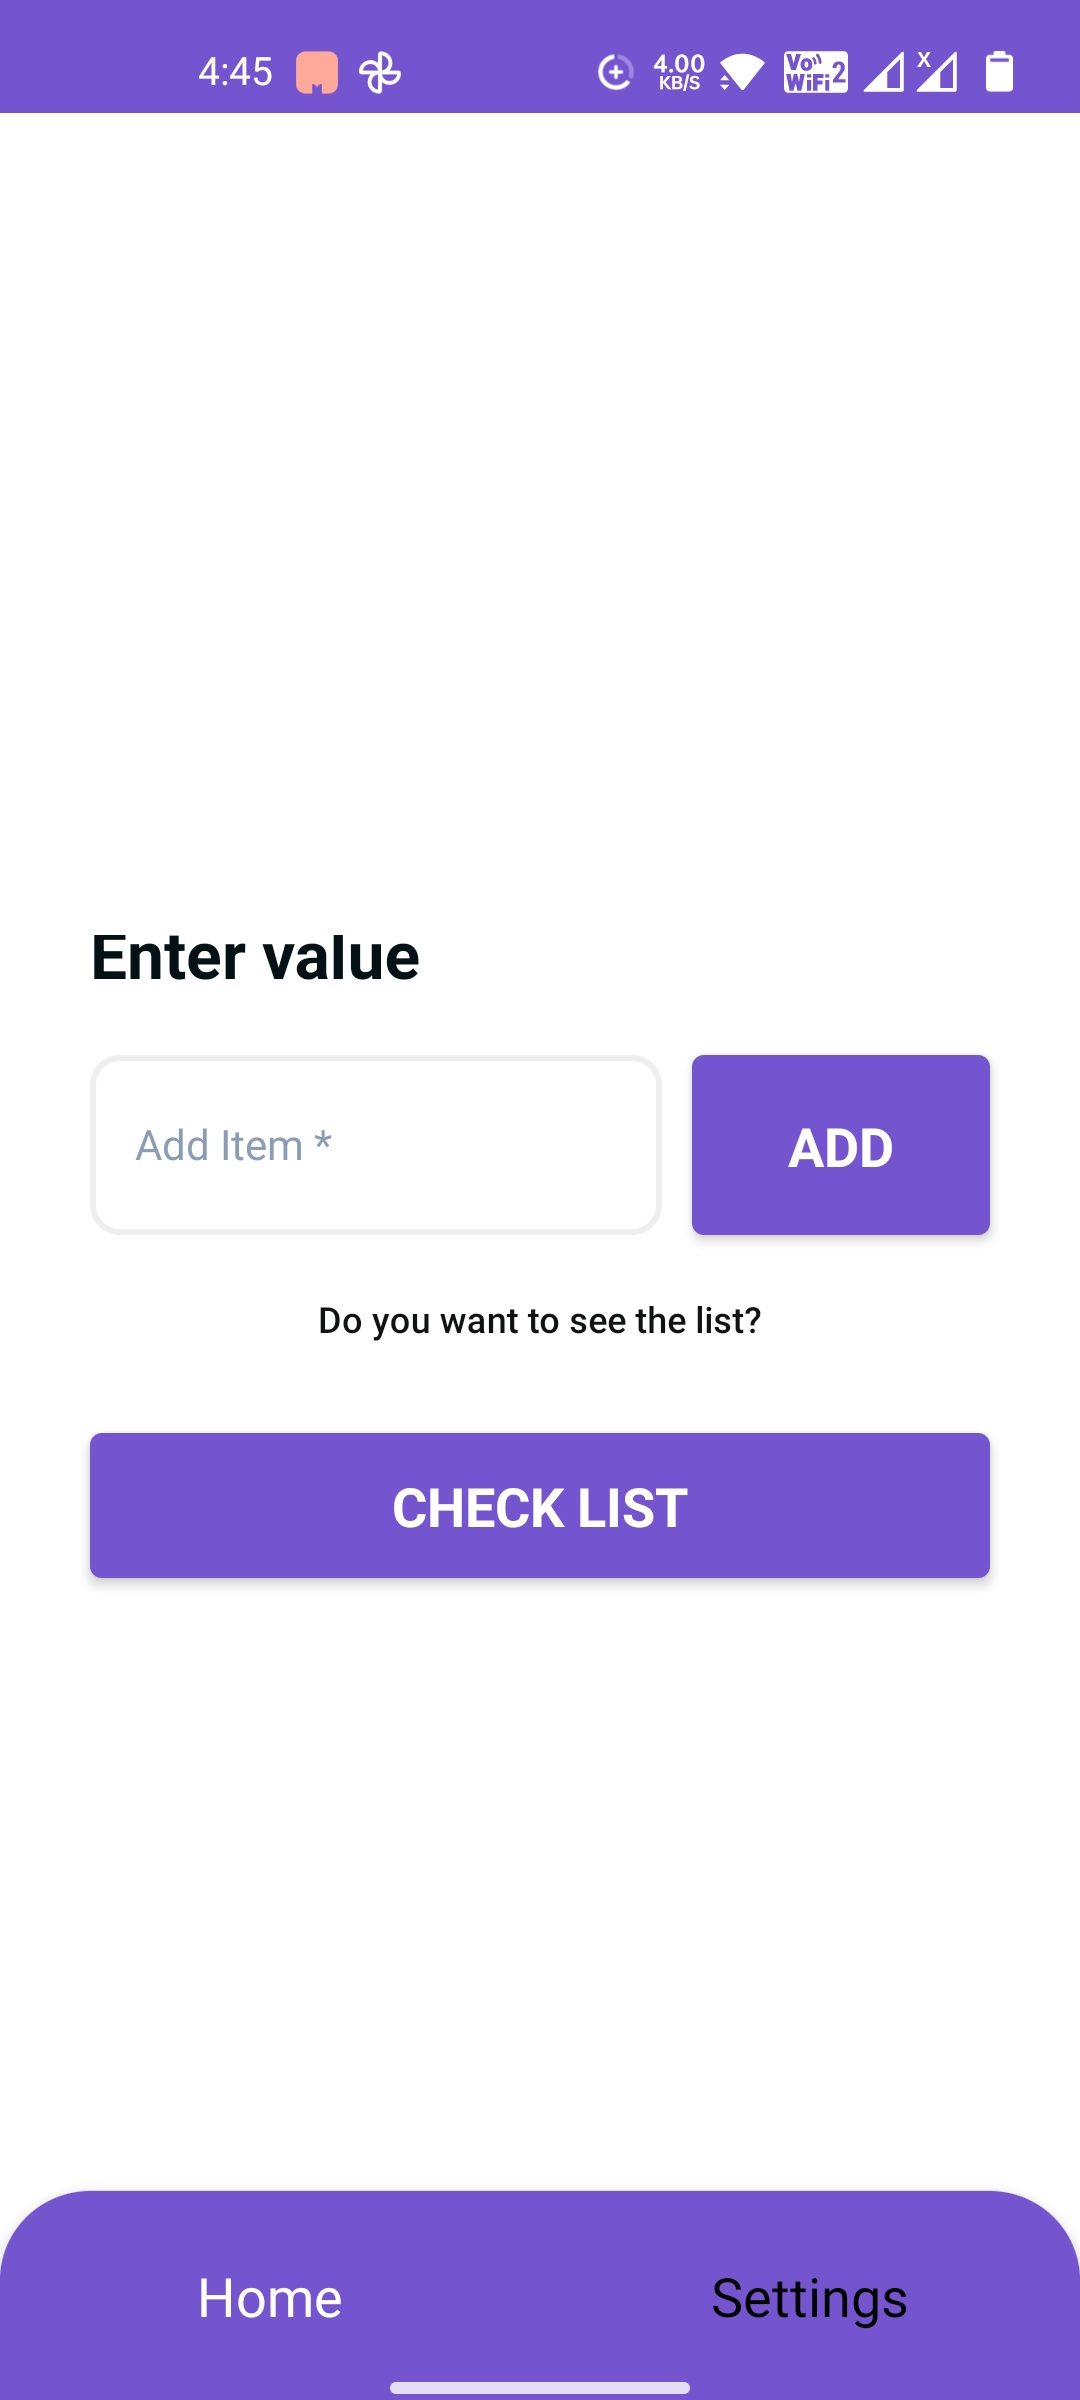 4:45 4.00 KB/S Vo WiFi 2 X
Enter value
Add Item * ADD
Do you want to see the list?
CHECK LIST
Home Settings